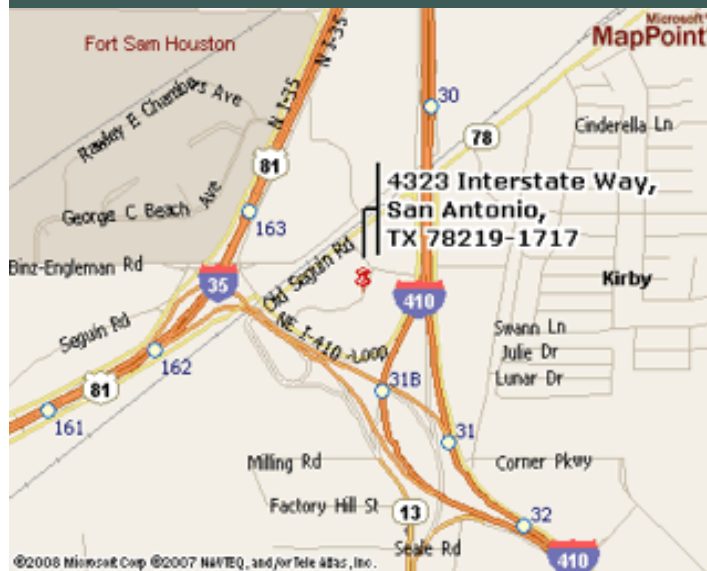 Microsoft®
MapPoint®
Fort Sam Houston
N I-35
N I-35
30
78
Cinderella Ln
Rawley E Chambers Ave
81
4323 Interstate Way,
San Antonio,
TX 78219-1717
George C Beach Ave
163
Binz-Engleman Rd
35
Old Seguin Rd
410
Kirby
Seguin Rd
NE I-410 -Loop
Swann Ln
Julie Dr
162
31B
Lunar Dr
81
161
31
Milling Rd
Corner Pkwy
Factory Hill St
13
32
Seale Rd
410
©2008 Microsoft Corp ©2007 NAVTEQ, and/or Tele Atlas, Inc.